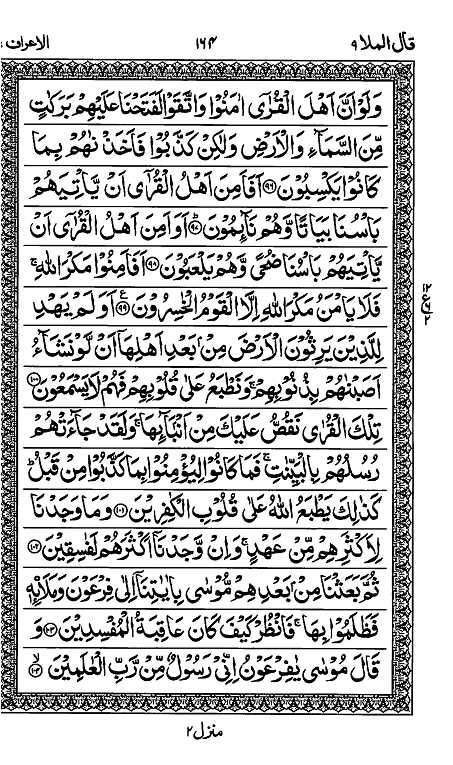 قال الملا ٩ ١٦٤ الاعراف ٧
وَلَوْ اَنَّ اَهْلَ الْقُرٰٓى اٰمَنُوْا وَاتَّقَوْا لَفَتَحْنَا عَلَيْهِمْ بَرَكٰتٍ
مِّنَ السَّمَآءِ وَالْاَرْضِ وَلٰكِنْ كَذَّبُوْا فَاَخَذْنٰهُمْ بِمَا
كَانُوْا يَكْسِبُوْنَ ﴿٩٦﴾ اَفَاَمِنَ اَهْلُ الْقُرٰٓى اَنْ يَّاْتِيَهُمْ
بَاْسُنَا بَيَاتًا وَّهُمْ نَآئِمُوْنَ ﴿٩٧﴾ اَوَاَمِنَ اَهْلُ الْقُرٰٓى اَنْ
يَّاْتِيَهُمْ بَاْسُنَا ضُحًى وَّهُمْ يَلْعَبُوْنَ ﴿٩٨﴾ اَفَاَمِنُوْا مَكْرَ اللّٰهِ ۚ
فَلَا يَاْمَنُ مَكْرَ اللّٰهِ اِلَّا الْقَوْمُ الْخٰسِرُوْنَ ﴿٩٩﴾ اَوَلَمْ يَهْدِ
لِلَّذِيْنَ يَرِثُوْنَ الْاَرْضَ مِنْۢ بَعْدِ اَهْلِهَآ اَنْ لَّوْ نَشَآءُ
اَصَبْنٰهُمْ بِذُنُوْبِهِمْ ۚ وَنَطْبَعُ عَلٰى قُلُوْبِهِمْ فَهُمْ لَا يَسْمَعُوْنَ ﴿١٠٠﴾
تِلْكَ الْقُرٰى نَقُصُّ عَلَيْكَ مِنْ اَنْۢبَآئِهَا ۚ وَلَقَدْ جَآءَتْهُمْ
رُسُلُهُمْ بِالْبَيِّنٰتِ ۚ فَمَا كَانُوْا لِيُؤْمِنُوْا بِمَا كَذَّبُوْا مِنْ قَبْلُ ؕ
كَذٰلِكَ يَطْبَعُ اللّٰهُ عَلٰى قُلُوْبِ الْكٰفِرِيْنَ ﴿١٠١﴾ وَمَا وَجَدْنَا
لِاَكْثَرِهِمْ مِّنْ عَهْدٍ ۚ وَاِنْ وَّجَدْنَآ اَكْثَرَهُمْ لَفٰسِقِيْنَ ﴿١٠٢﴾
ثُمَّ بَعَثْنَا مِنْۢ بَعْدِهِمْ مُّوْسٰى بِاٰيٰتِنَآ اِلٰى فِرْعَوْنَ وَمَلَا۟ئِهٖ
فَظَلَمُوْا بِهَا ۚ فَانْظُرْ كَيْفَ كَانَ عَاقِبَةُ الْمُفْسِدِيْنَ ﴿١٠٣﴾ وَ
قَالَ مُوْسٰى يٰفِرْعَوْنُ اِنِّيْ رَسُوْلٌ مِّنْ رَّبِّ الْعٰلَمِيْنَ ﴿١٠٤﴾ ۙ
منزل ٢